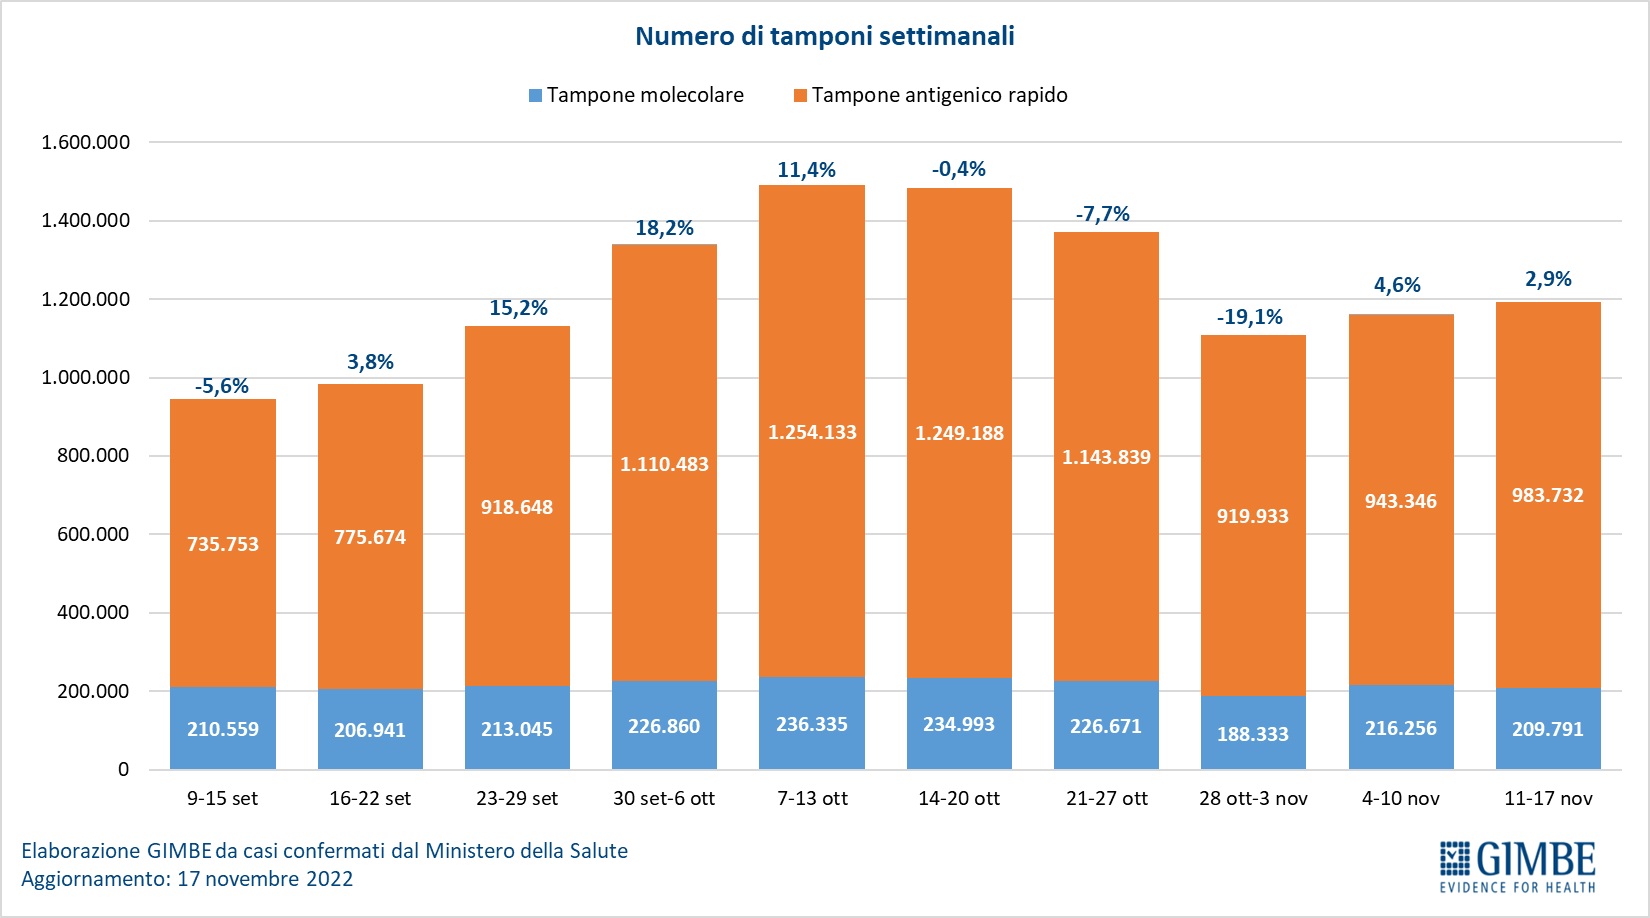 Numero di tamponi settimanali
Tampone molecolare Tampone antigenico rapido
1.600.000
1.400.000
1.200.000
1.000.000
800.000
600.000
400.000
200.000
0
-5,6% 3,8% 15,2% 18,2% 11,4% -0,4% -7,7% -19,1% 4,6% 2,9%
735.753 775.674 918.648 1.110.483 1.254.133 1.249.188 1.143.839 919.933 943.346 983.732
210.559 206.941 213.045 226.860 236.335 234.993 226.671 188.333 216.256 209.791
9-15 set 16-22 set 23-29 set 30 set-6 ott 7-13 ott 14-20 ott 21-27 ott 28 ott-3 nov 4-10 nov 11-17 nov
Elaborazione GIMBE da casi confermati dal Ministero della Salute
Aggiornamento: 17 novembre 2022
GIMBE
EVIDENCE FOR HEALTH